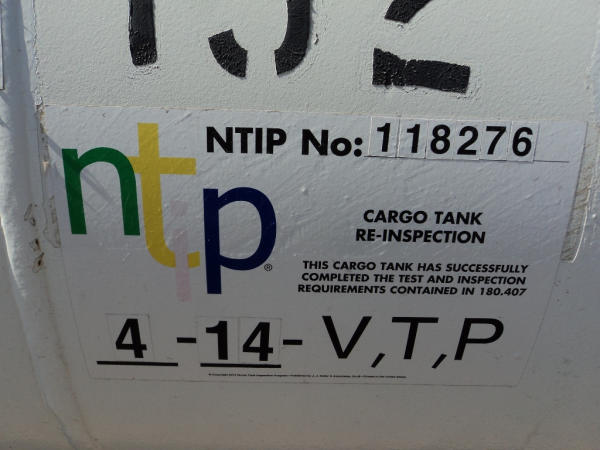 132
NTIP No: 118276
ntp®
CARGO TANK
RE-INSPECTION
THIS CARGO TANK HAS SUCCESSFULLY
COMPLETED THE TEST AND INSPECTION
REQUIREMENTS CONTAINED IN 180.407
4 - 14 - V,T,P